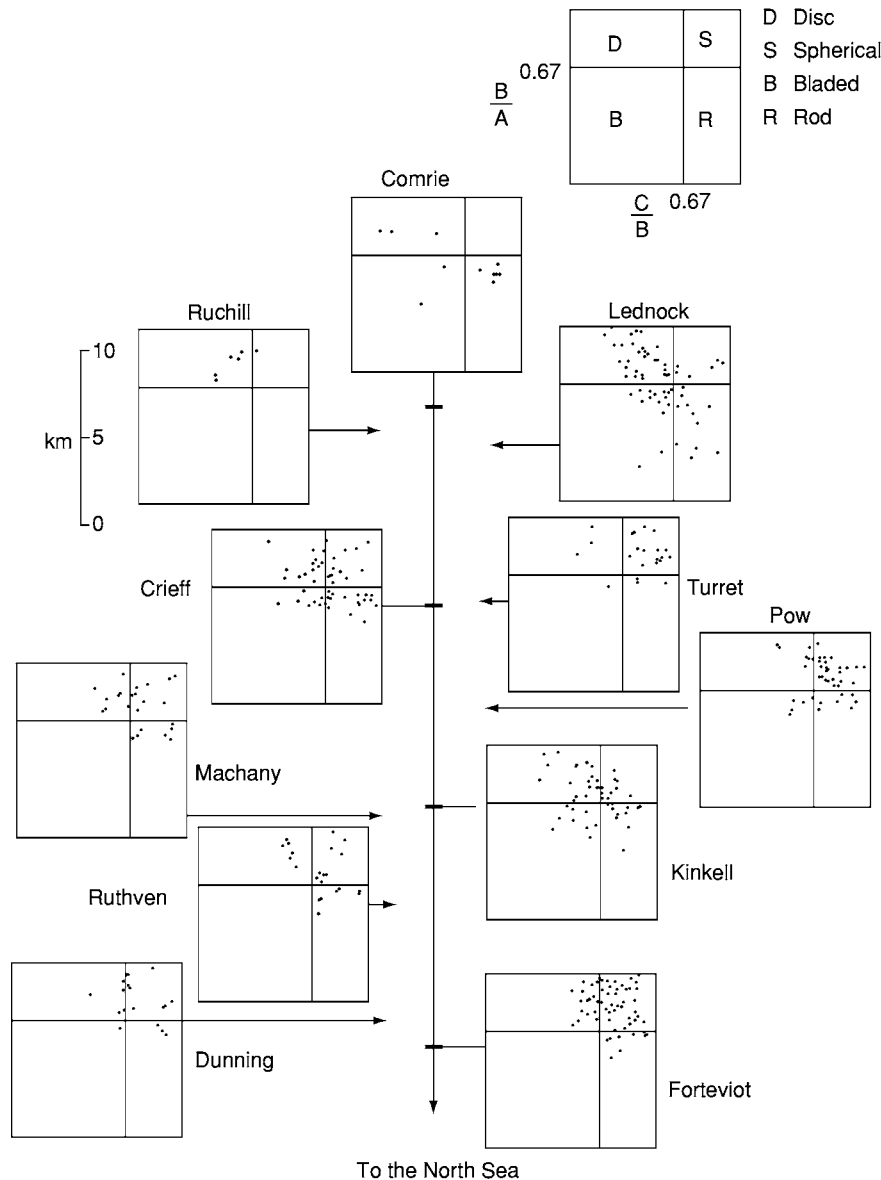 D Disc
S Spherical
B Bladed
R Rod
D
S
B
R
0.67
B
A
C
B
0.67
Comrie
Ruchill
Lednock
10
km
5
0
Crieff
Turret
Pow
Machany
Kinkell
Ruthven
Dunning
Forteviot
To the North Sea